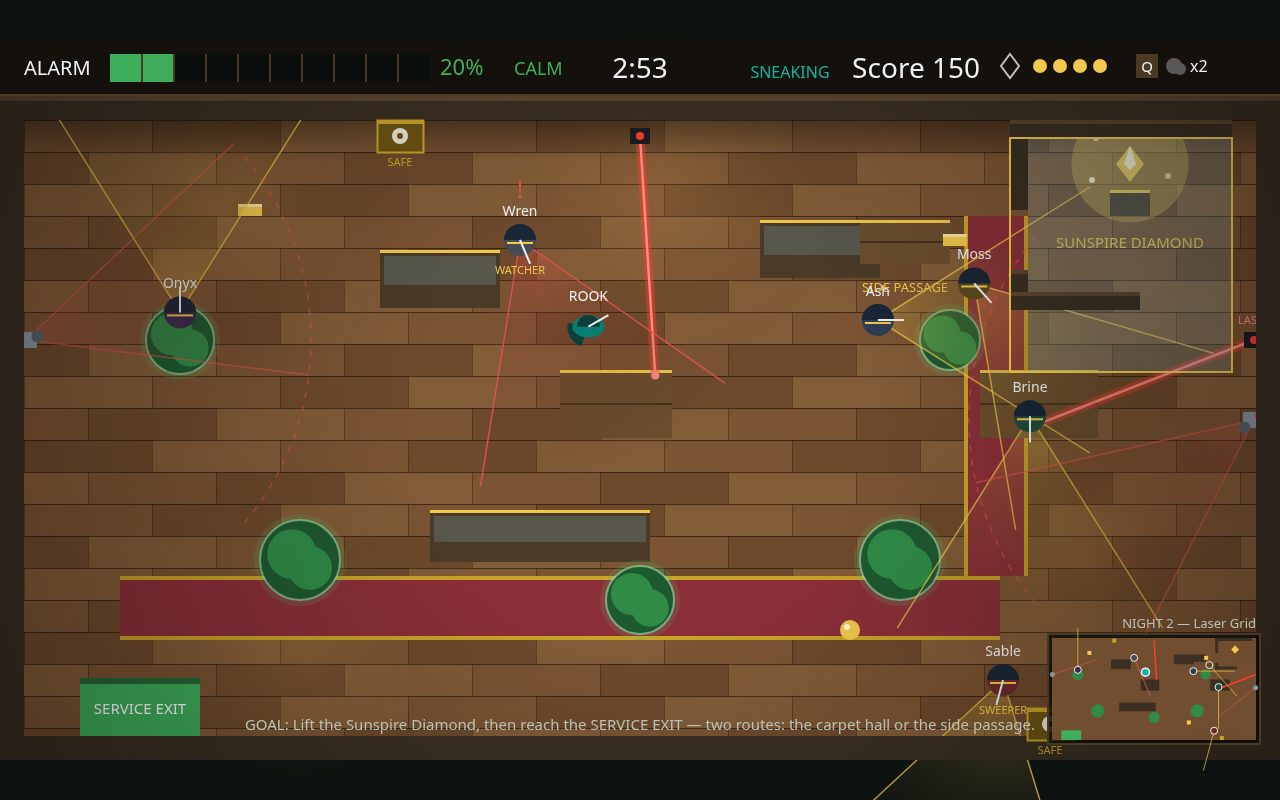 ALARM 20% CALM 2:53 SNEAKING Score 150 Q x2
SAFE
Wren
!
WATCHER
ROOK
Onyx
SUNSPIRE DIAMOND
Moss
SIDE PASSAGE
Ash
LAS
Brine
NIGHT 2 — Laser Grid
Sable
SWEEPER
SERVICE EXIT
GOAL: Lift the Sunspire Diamond, then reach the SERVICE EXIT — two routes: the carpet hall or the side passage.
SAFE